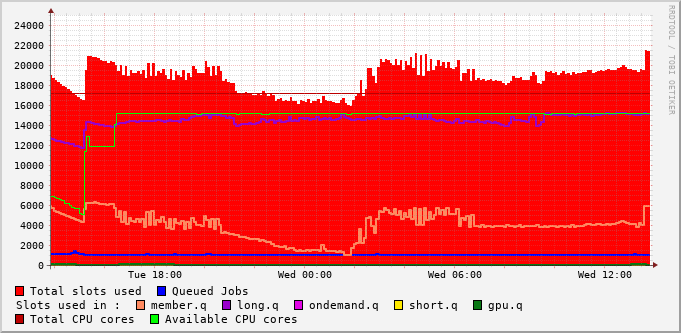 RRDTOOL / TOBI OETIKER
24000
22000
20000
18000
16000
14000
12000
10000
8000
6000
4000
2000
0
Tue 18:00 Wed 00:00 Wed 06:00 Wed 12:00
Total slots used Queued Jobs
Slots used in : member.q long.q ondemand.q short.q gpu.q
Total CPU cores Available CPU cores